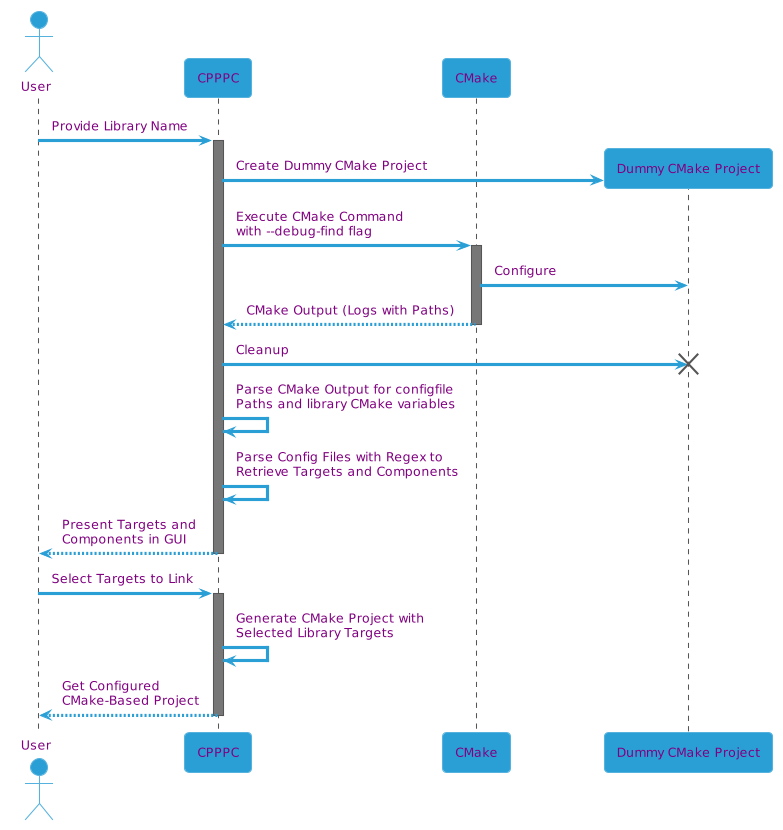 User
CPPPC
CMake
Provide Library Name
Dummy CMake Project
Create Dummy CMake Project
Execute CMake Command
with --debug-find flag
Configure
CMake Output (Logs with Paths)
Cleanup
Parse CMake Output for configfile
Paths and library CMake variables
Parse Config Files with Regex to
Retrieve Targets and Components
Present Targets and
Components in GUI
Select Targets to Link
Generate CMake Project with
Selected Library Targets
Get Configured
CMake-Based Project
User
CPPPC
CMake
Dummy CMake Project